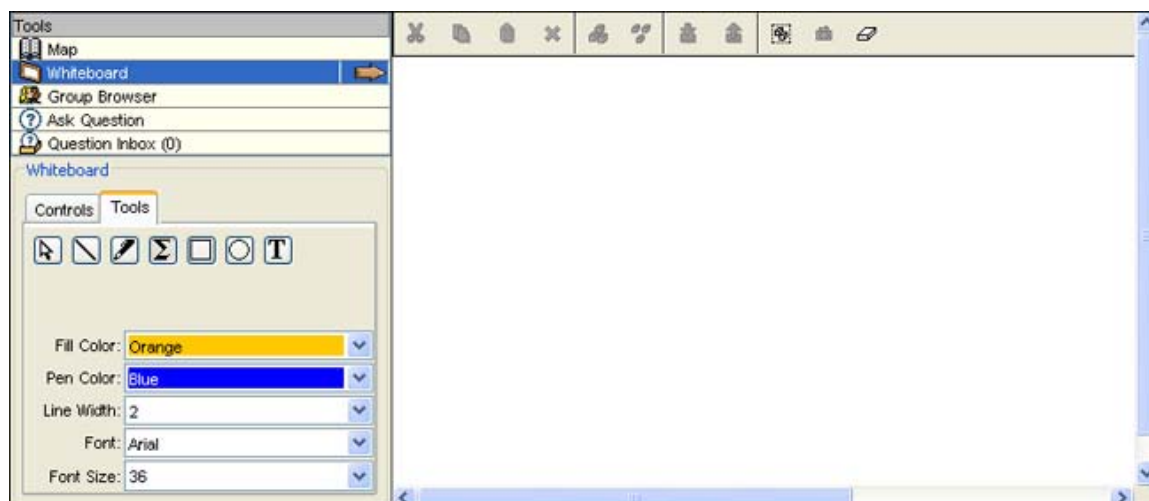 Tools
Map
Whiteboard
Group Browser
Ask Question
Question Inbox (0)
Whiteboard
Controls Tools
Σ T
Fill Color: Orange
Pen Color: Blue
Line Width: 2
Font: Arial
Font Size: 36